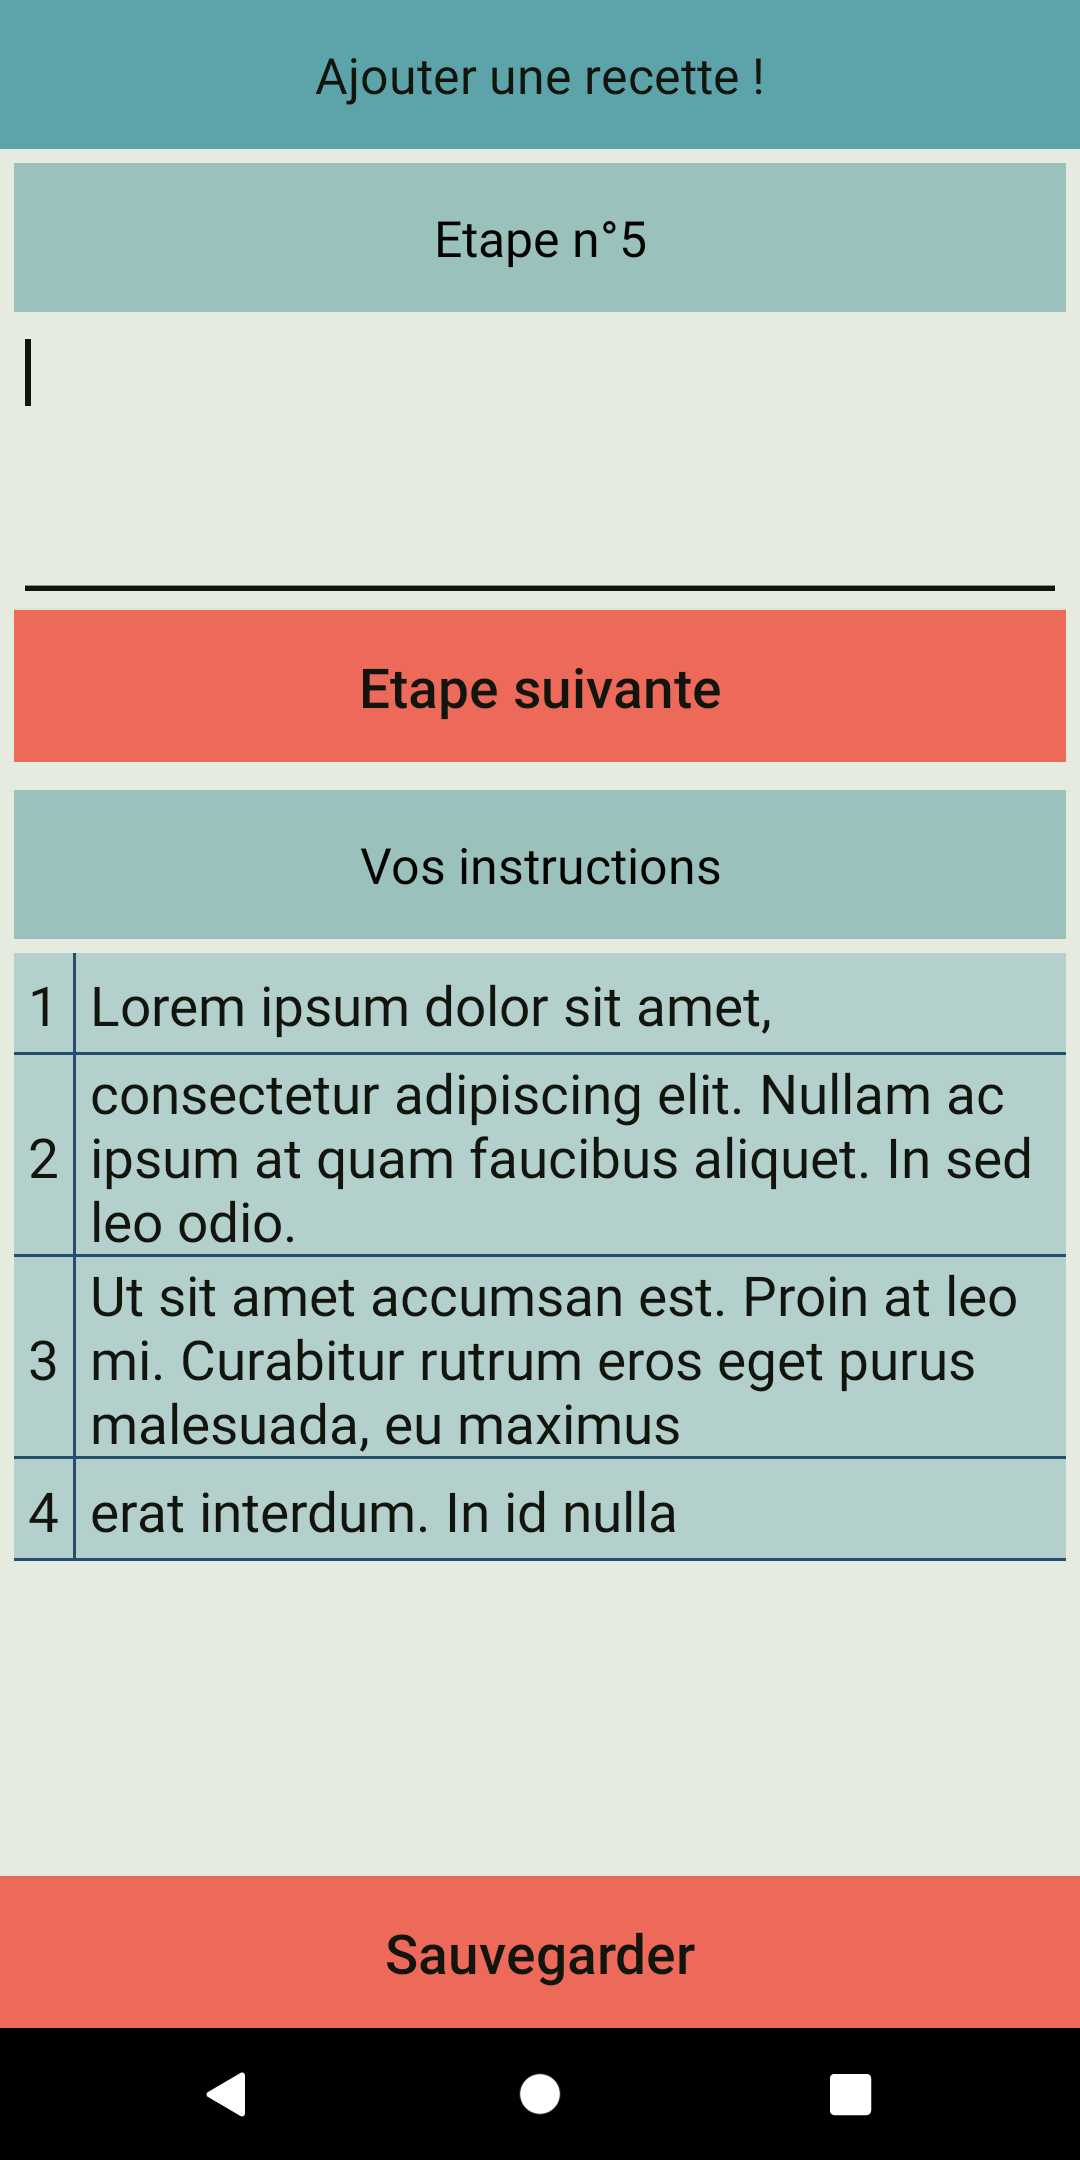 Ajouter une recette !
Etape n°5
Etape suivante
Vos instructions
1 Lorem ipsum dolor sit amet,
consectetur adipiscing elit. Nullam ac
2 ipsum at quam faucibus aliquet. In sed
leo odio.
Ut sit amet accumsan est. Proin at leo
3 mi. Curabitur rutrum eros eget purus
malesuada, eu maximus
4 erat interdum. In id nulla
Sauvegarder